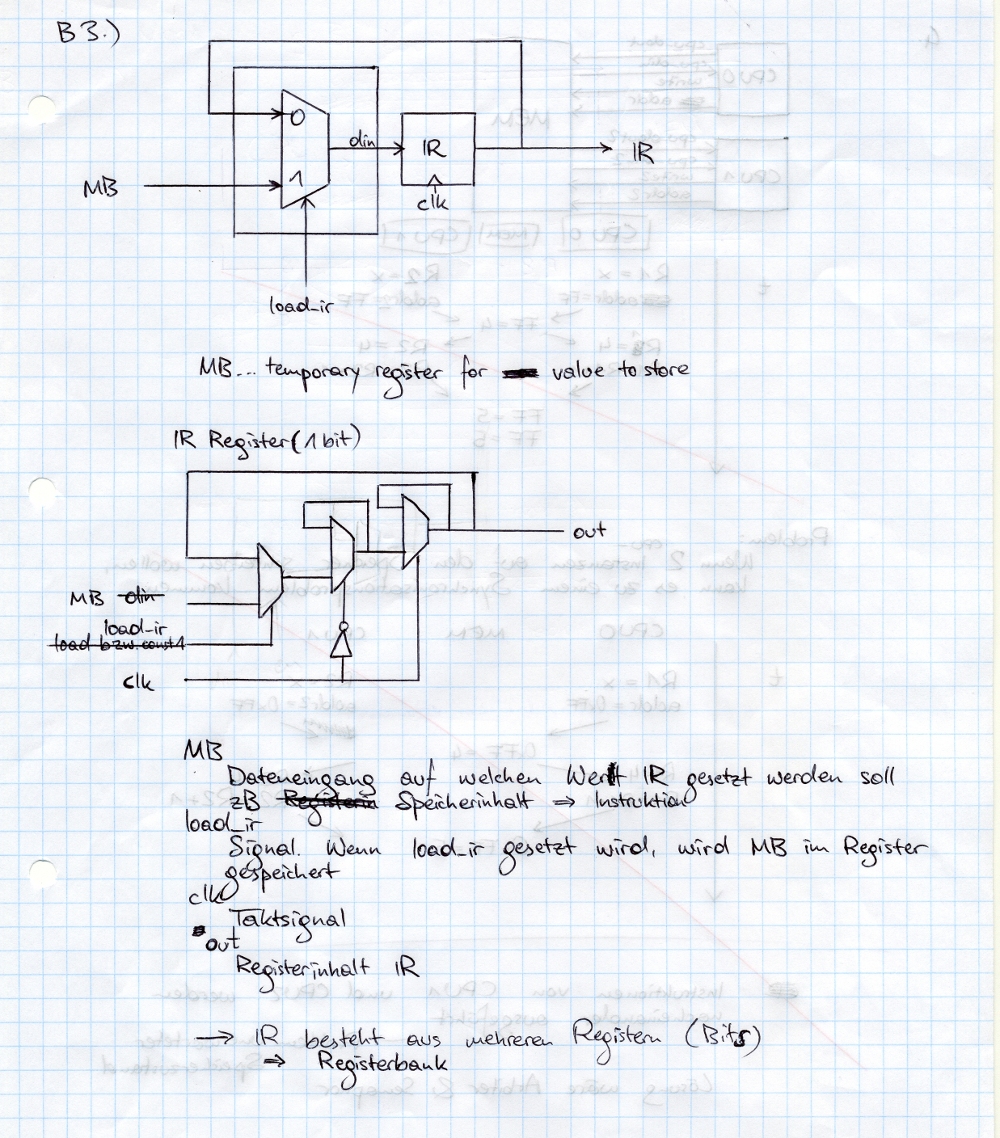 B3.)
0
din
IR
IR
MB
1
clk
load_ir
MB... temporary register for value to store
IR Register (1 bit)
out
MB din
load_ir
load bzw. const 1
clk
MB
Dateneingang auf welchen Wert IR gesetzt werden soll
zB Registerin Speicherinhalt ⇒ Instruktion
load_ir
Signal. Wenn load_ir gesetzt wird, wird MB im Register
gespeichert
clk
Taktsignal
out
Registerinhalt IR
→ IR besteht aus mehreren Registern (Bits)
⇒ Registerbank